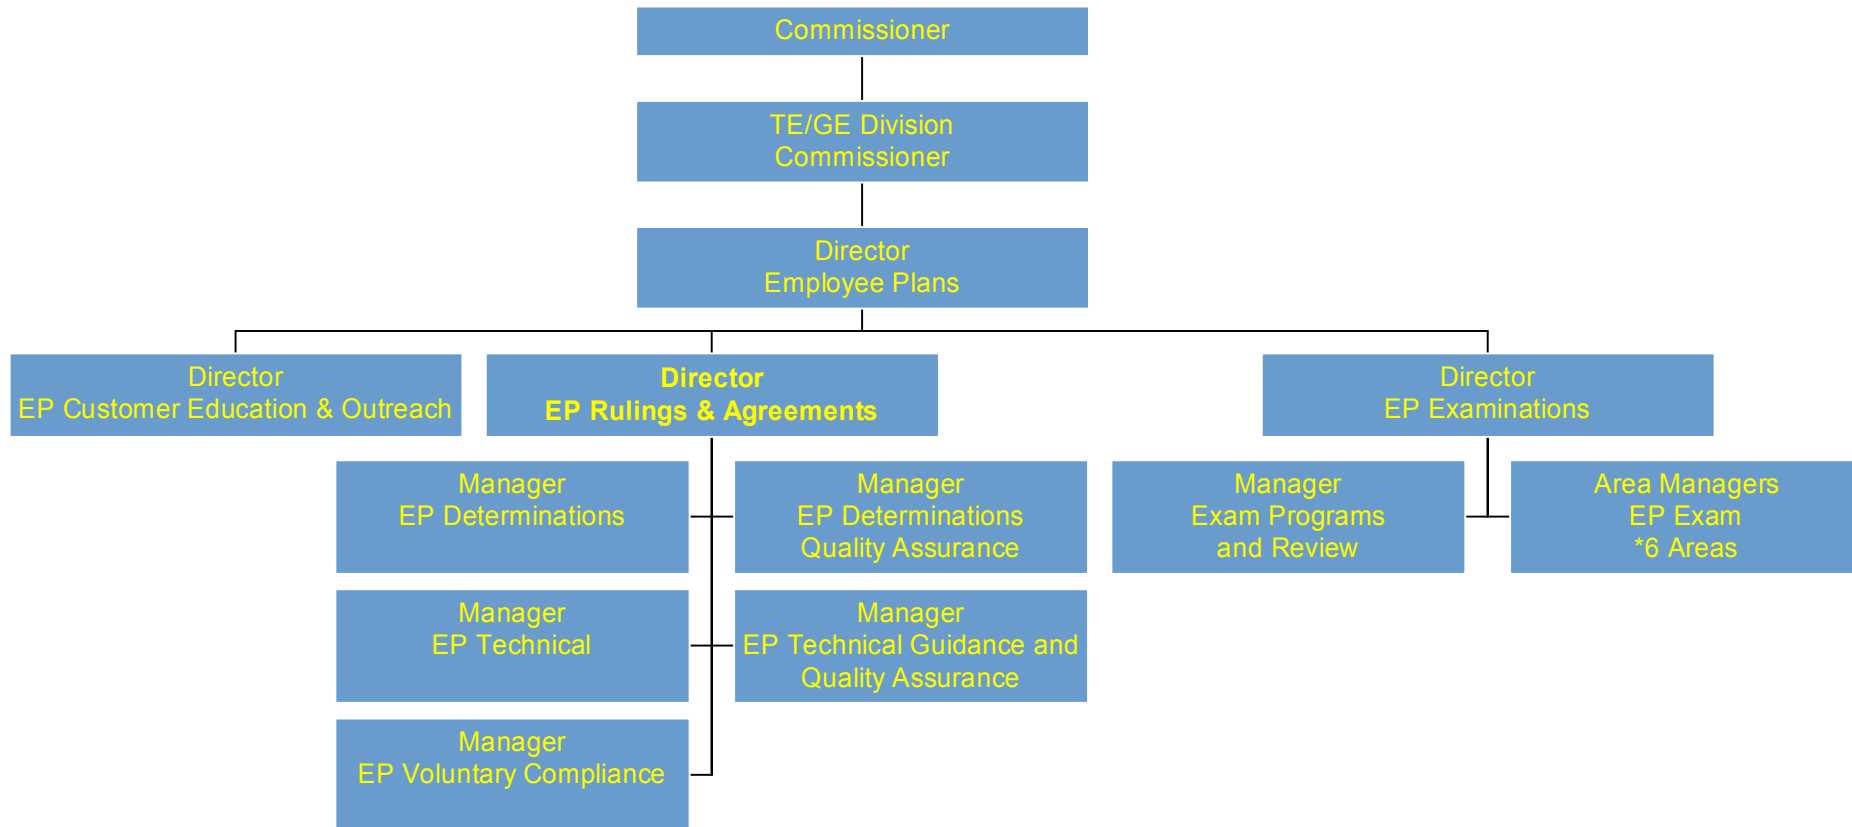 Commissioner
TE/GE Division
Commissioner
Director
Employee Plans
Director
EP Customer Education & Outreach
Director
EP Rulings & Agreements
Director
EP Examinations
Manager
EP Determinations
Manager
EP Determinations
Quality Assurance
Manager
Exam Programs
and Review
Area Managers
EP Exam
*6 Areas
Manager
EP Technical
Manager
EP Technical Guidance and
Quality Assurance
Manager
EP Voluntary Compliance